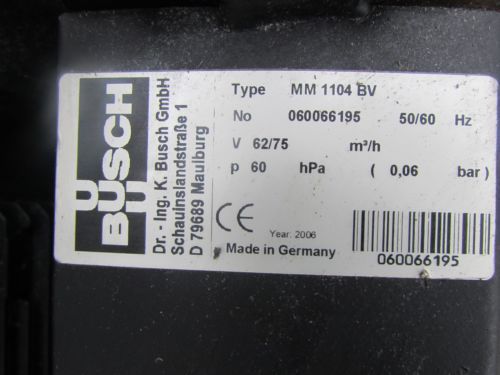 BUSCH
Dr. - Ing. K. Busch GmbH
Schauinslandstraße 1
D 79689 Maulburg
Type MM 1104 BV
No 060066195 50/60 Hz
V 62/75 m³/h
p 60 hPa ( 0,06 bar )
CE
Year. 2006
Made in Germany
060066195